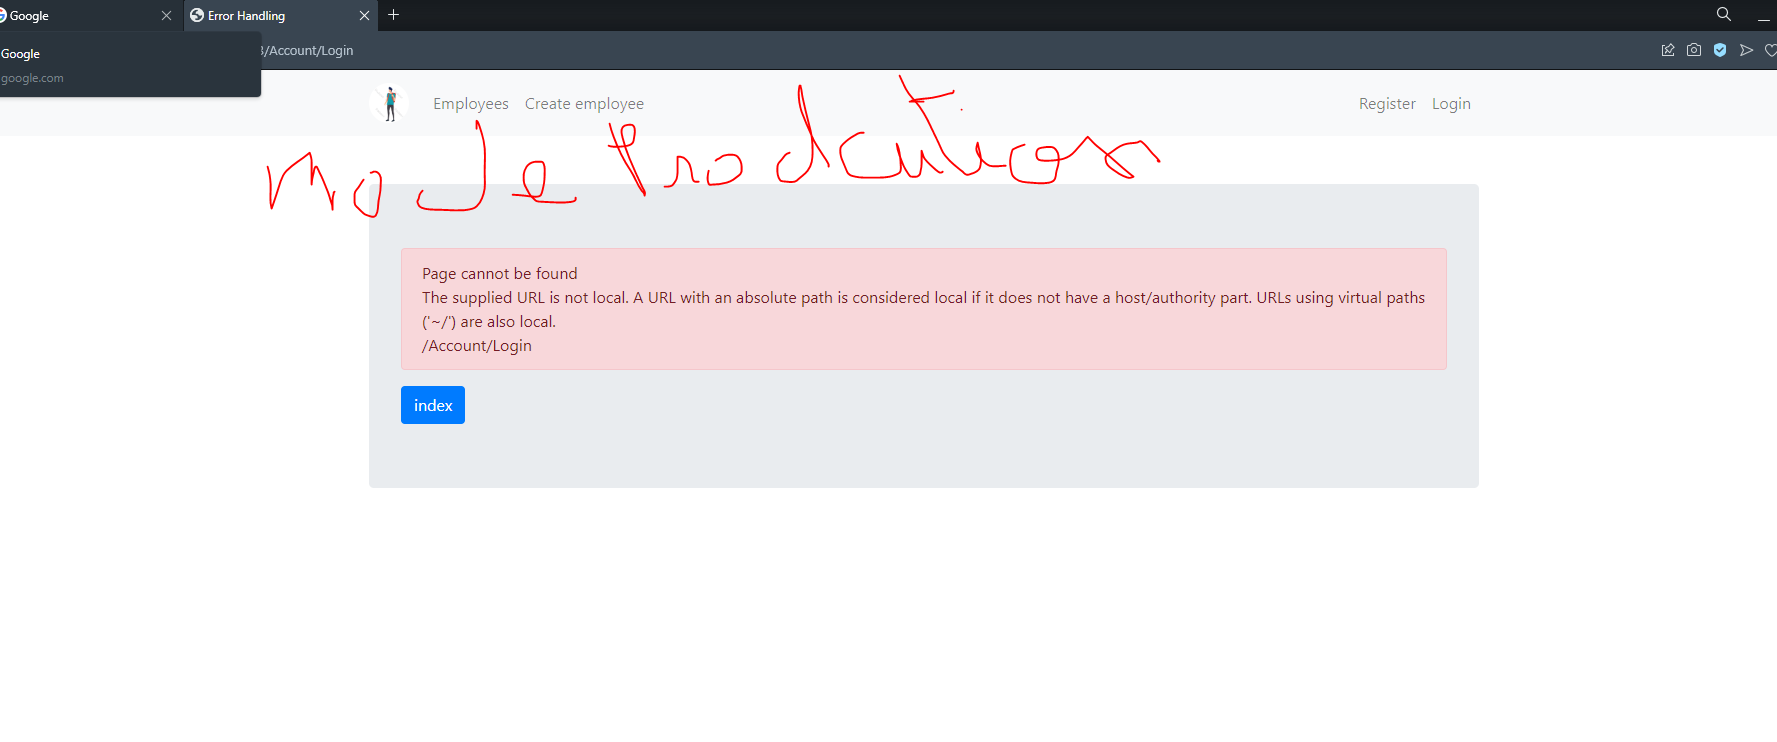 Google
Error Handling
Google
google.com
/Account/Login
Employees
Create employee
Register
Login
mode Prodcution
Page cannot be found
The supplied URL is not local. A URL with an absolute path is considered local if it does not have a host/authority part. URLs using virtual paths
('~/') are also local.
/Account/Login
index